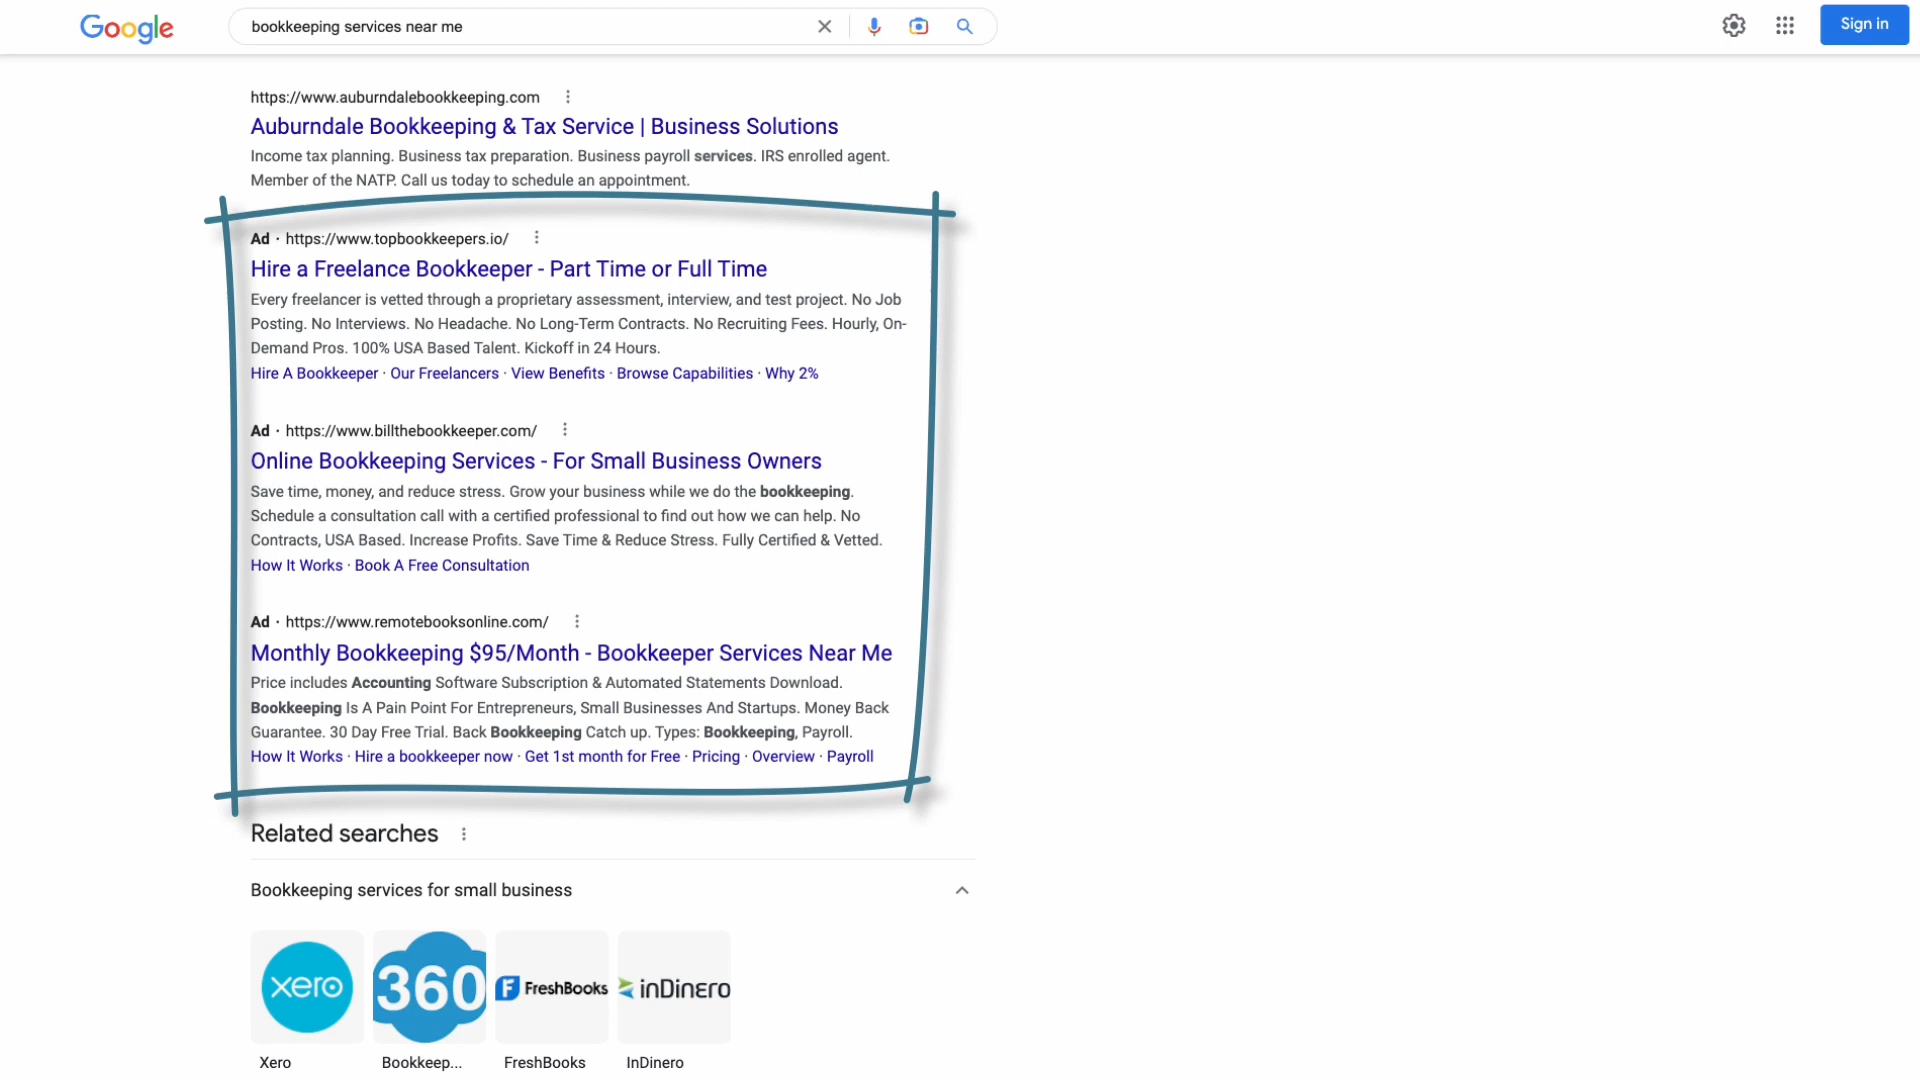 Google
bookkeeping services near me
Sign in
https://www.auburndalebookkeeping.com
Auburndale Bookkeeping & Tax Service | Business Solutions
Income tax planning. Business tax preparation. Business payroll services. IRS enrolled agent.
Member of the NATP. Call us today to schedule an appointment.
Ad · https://www.topbookkeepers.io/
Hire a Freelance Bookkeeper - Part Time or Full Time
Every freelancer is vetted through a proprietary assessment, interview, and test project. No Job
Posting. No Interviews. No Headache. No Long-Term Contracts. No Recruiting Fees. Hourly, On-
Demand Pros. 100% USA Based Talent. Kickoff in 24 Hours.
Hire A Bookkeeper · Our Freelancers · View Benefits · Browse Capabilities · Why 2%
Ad · https://www.billthebookkeeper.com/
Online Bookkeeping Services - For Small Business Owners
Save time, money, and reduce stress. Grow your business while we do the bookkeeping.
Schedule a consultation call with a certified professional to find out how we can help. No
Contracts, USA Based. Increase Profits. Save Time & Reduce Stress. Fully Certified & Vetted.
How It Works · Book A Free Consultation
Ad · https://www.remotebooksonline.com/
Monthly Bookkeeping $95/Month - Bookkeeper Services Near Me
Price includes Accounting Software Subscription & Automated Statements Download.
Bookkeeping Is A Pain Point For Entrepreneurs, Small Businesses And Startups. Money Back
Guarantee. 30 Day Free Trial. Back Bookkeeping Catch up. Types: Bookkeeping, Payroll.
How It Works · Hire a bookkeeper now · Get 1st month for Free · Pricing · Overview · Payroll
Related searches
Bookkeeping services for small business
xero 360 FreshBooks inDinero
Xero Bookkeep... FreshBooks InDinero